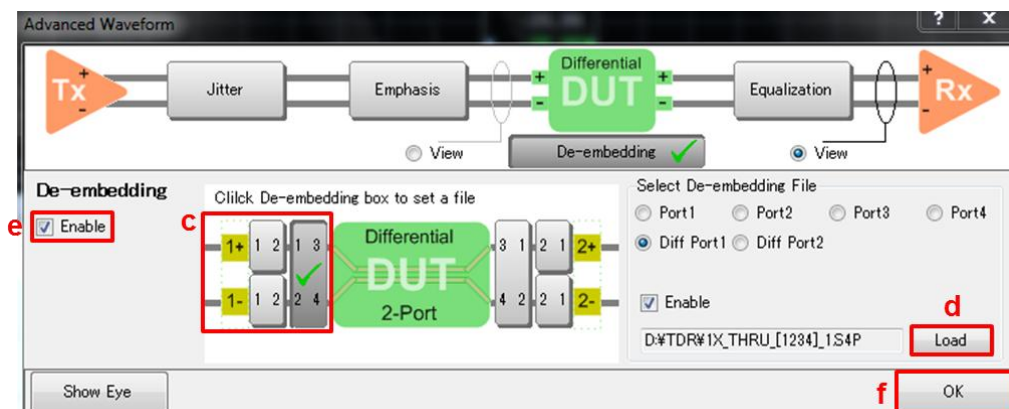 Advanced Waveform
? x
Tx + -
Jitter
Emphasis
+ -
Differential
DUT
+ -
Equalization
+ - Rx
View
De-embedding
View
De-embedding
e Enable
Clilck De-embedding box to set a file
c
1+ 1 2 1 3
1- 1 2 2 4
Differential
DUT
2-Port
3 1 2 1 2+
4 2 2 1 2-
Select De-embedding File
Port1 Port2 Port3 Port4
Diff Port1 Diff Port2
Enable
d
D:¥TDR¥1X_THRU_[1234]_1.S4P Load
Show Eye
f OK